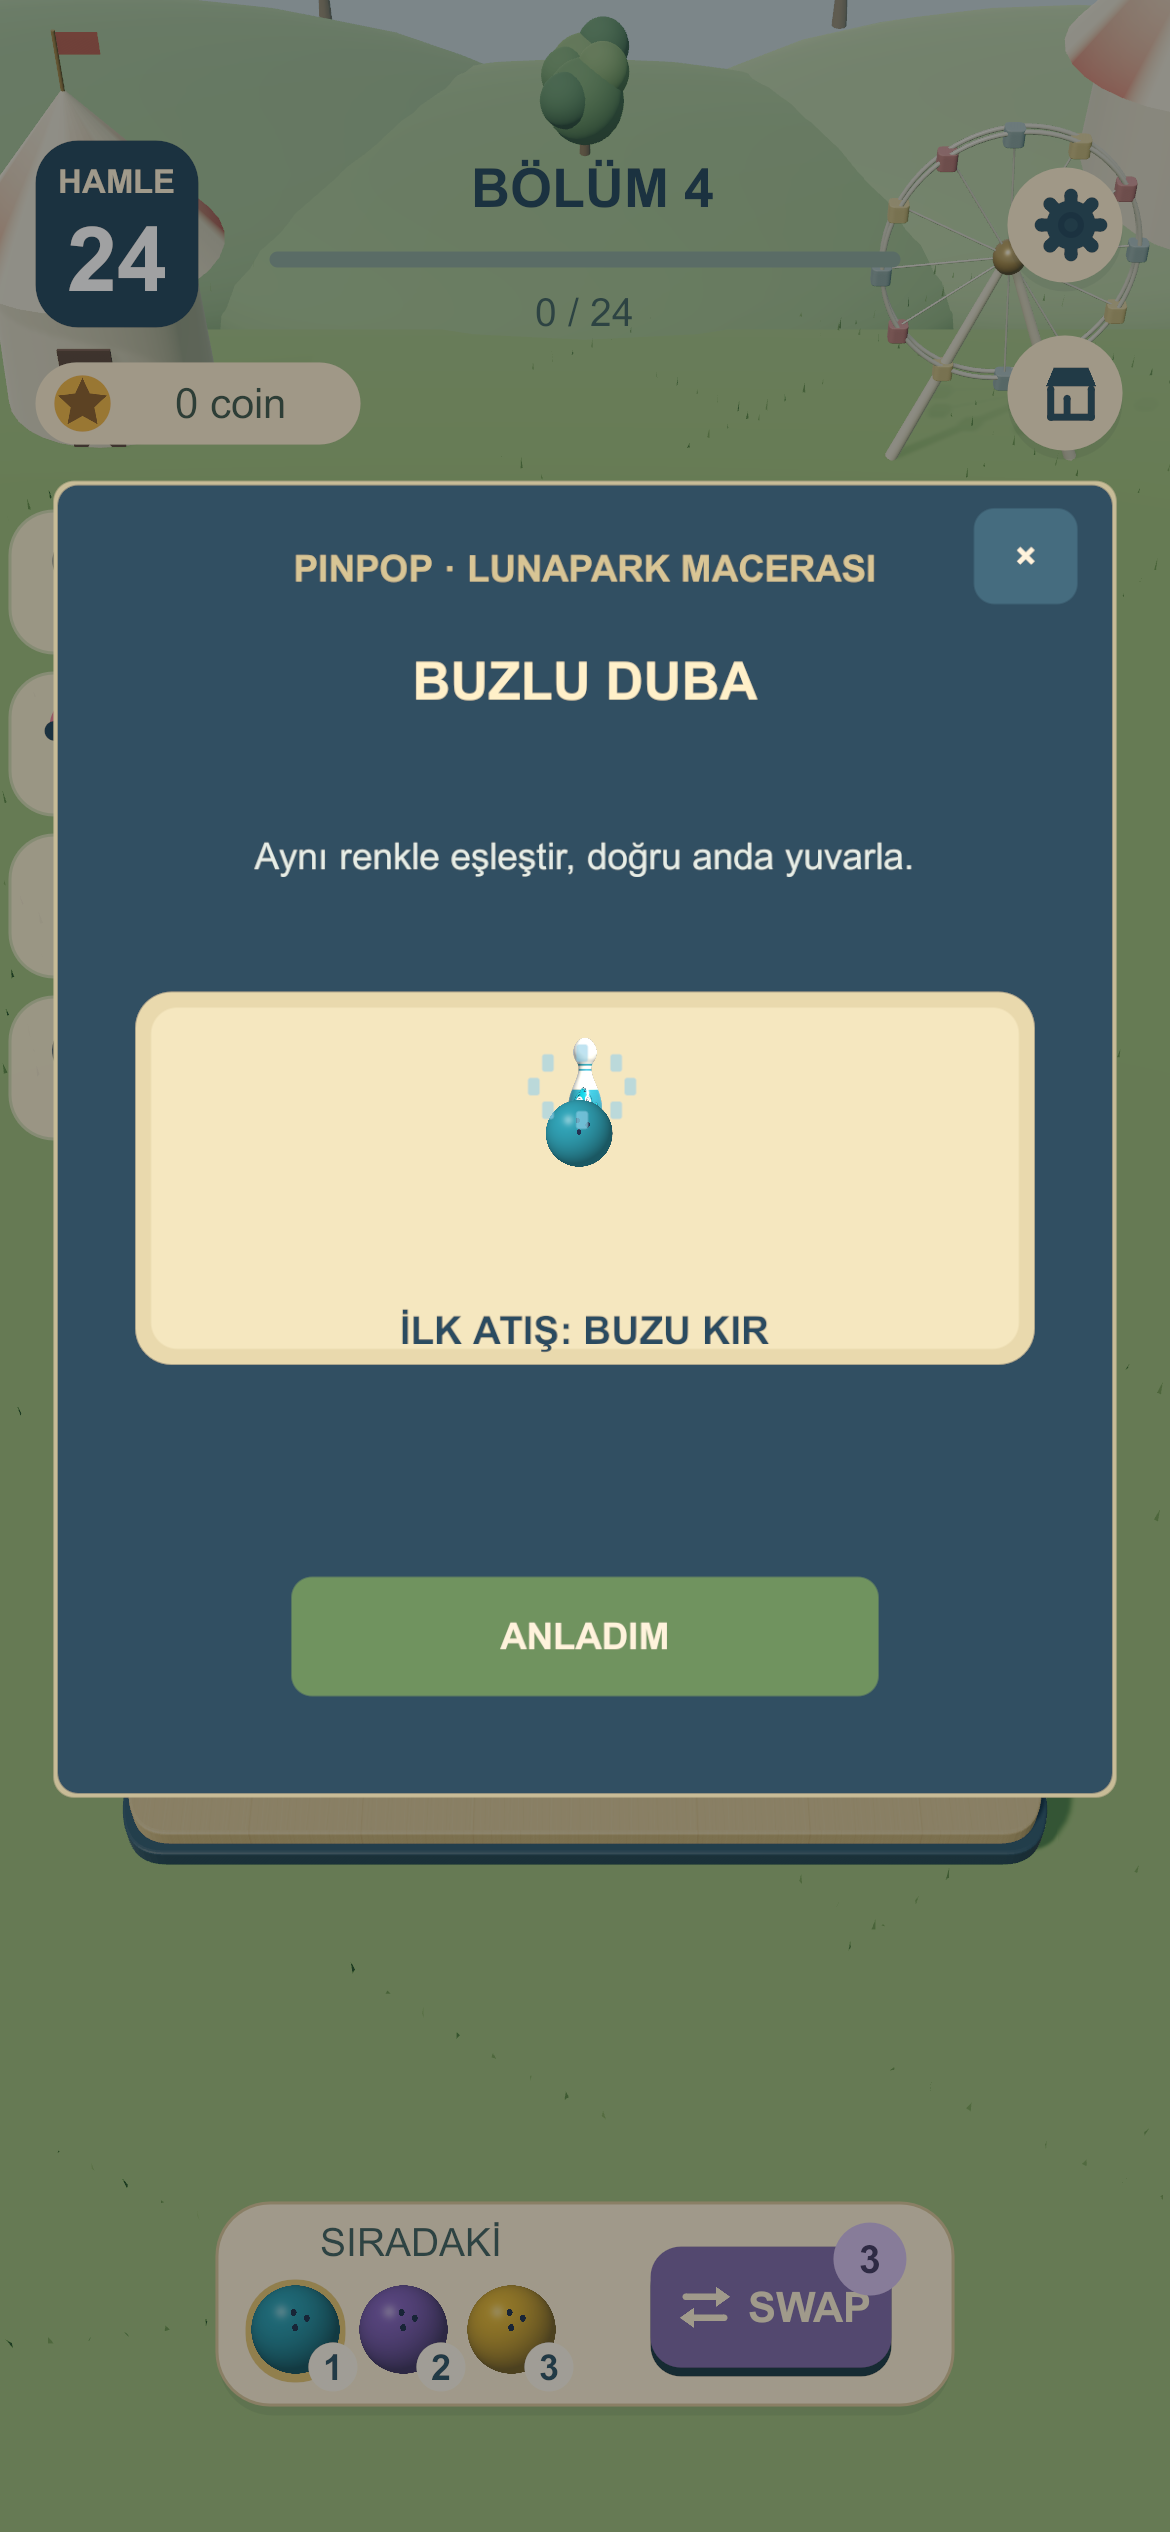 HAMLE
24
BÖLÜM 4
0 / 24
0 coin
PINPOP · LUNAPARK MACERASI
×
BUZLU DUBA
Aynı renkle eşleştir, doğru anda yuvarla.
İLK ATIŞ: BUZU KIR
ANLADIM
SIRADAKİ
1
2
3
3
SWAP